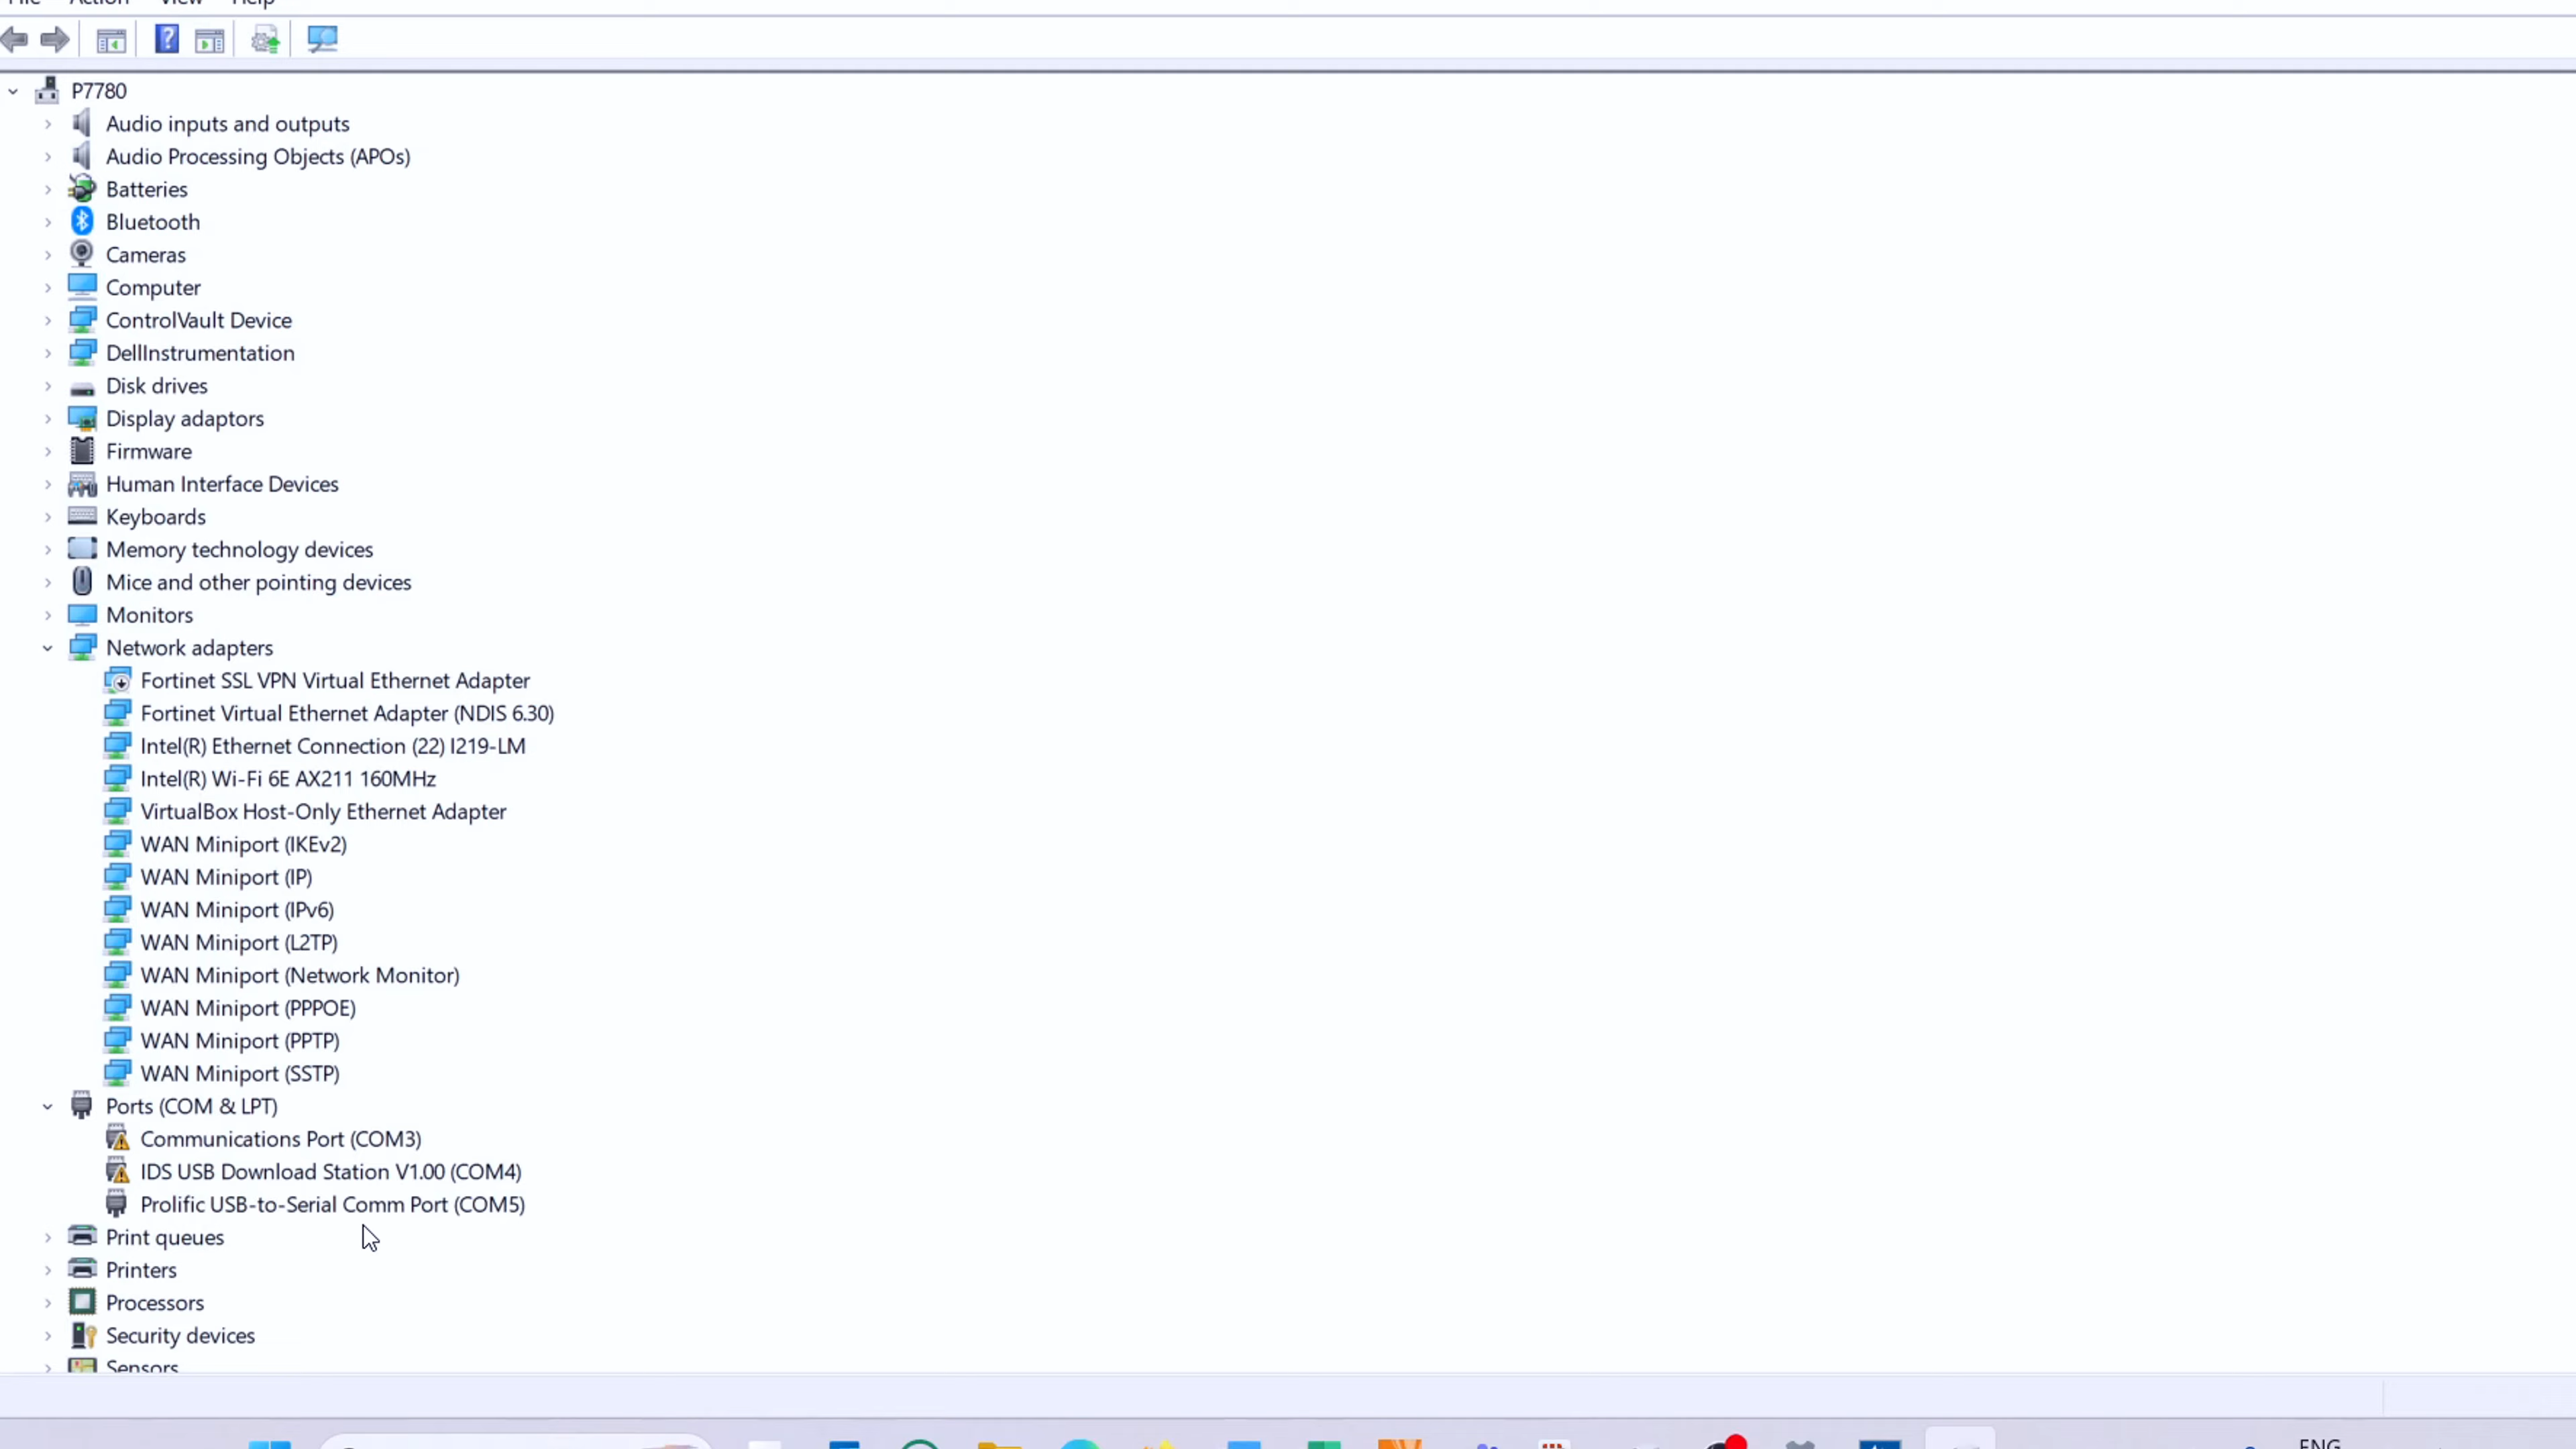 File Action View Help
P7780
Audio inputs and outputs
Audio Processing Objects (APOs)
Batteries
Bluetooth
Cameras
Computer
ControlVault Device
DellInstrumentation
Disk drives
Display adaptors
Firmware
Human Interface Devices
Keyboards
Memory technology devices
Mice and other pointing devices
Monitors
Network adapters
Fortinet SSL VPN Virtual Ethernet Adapter
Fortinet Virtual Ethernet Adapter (NDIS 6.30)
Intel(R) Ethernet Connection (22) I219-LM
Intel(R) Wi-Fi 6E AX211 160MHz
VirtualBox Host-Only Ethernet Adapter
WAN Miniport (IKEv2)
WAN Miniport (IP)
WAN Miniport (IPv6)
WAN Miniport (L2TP)
WAN Miniport (Network Monitor)
WAN Miniport (PPPOE)
WAN Miniport (PPTP)
WAN Miniport (SSTP)
Ports (COM & LPT)
Communications Port (COM3)
IDS USB Download Station V1.00 (COM4)
Prolific USB-to-Serial Comm Port (COM5)
Print queues
Printers
Processors
Security devices
Sensors
ENG